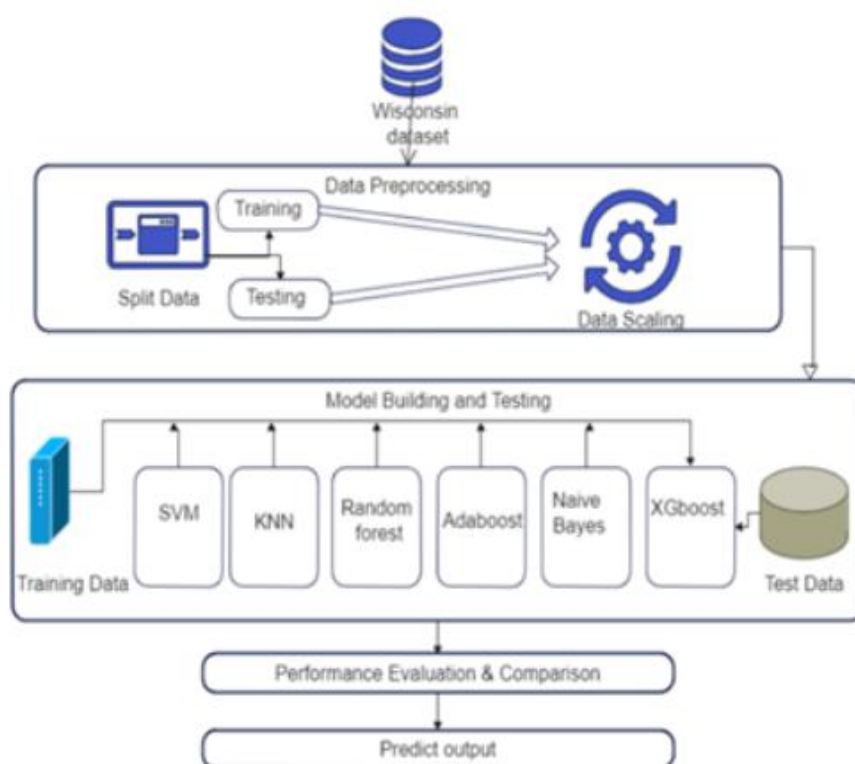 Wisconsin
dataset
Data Preprocessing
Training
Split Data
Testing
Data Scaling
Model Building and Testing
SVM
KNN
Random
forest
Adaboost
Naive
Bayes
XGboost
Training Data
Test Data
Performance Evaluation & Comparison
Predict output